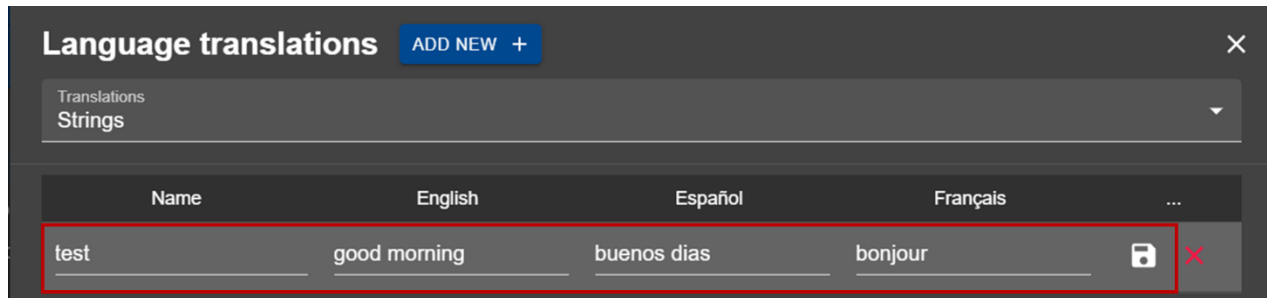 Language translations ADD NEW +
Translations
Strings
Name English Español Français ...
test good morning buenos dias bonjour